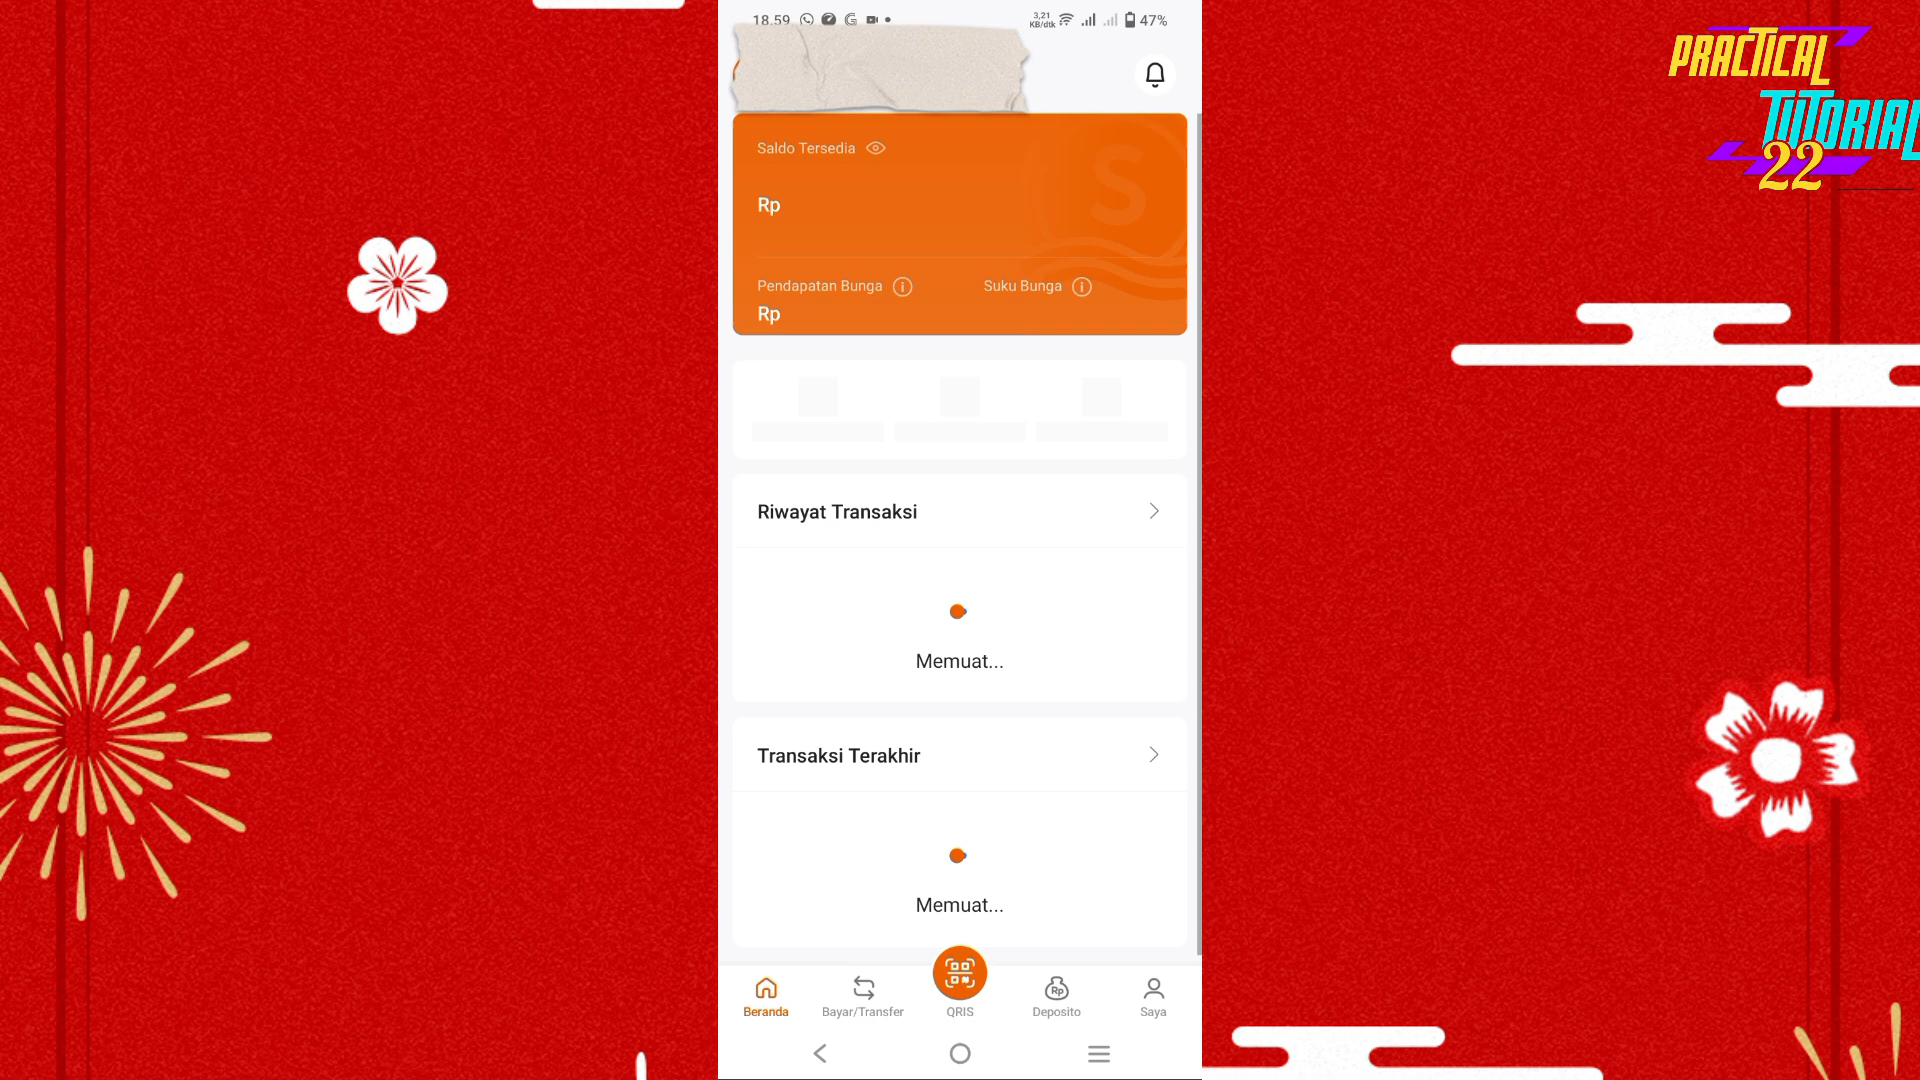 18.59
3,21
KB/dtk
47%
PRACTICAL
TUTORIAL
22
Saldo Tersedia
Rp
Pendapatan Bunga
Suku Bunga
Rp
Riwayat Transaksi
Memuat...
Transaksi Terakhir
Memuat...
Beranda
Bayar/Transfer
QRIS
Rp
Deposito
Saya